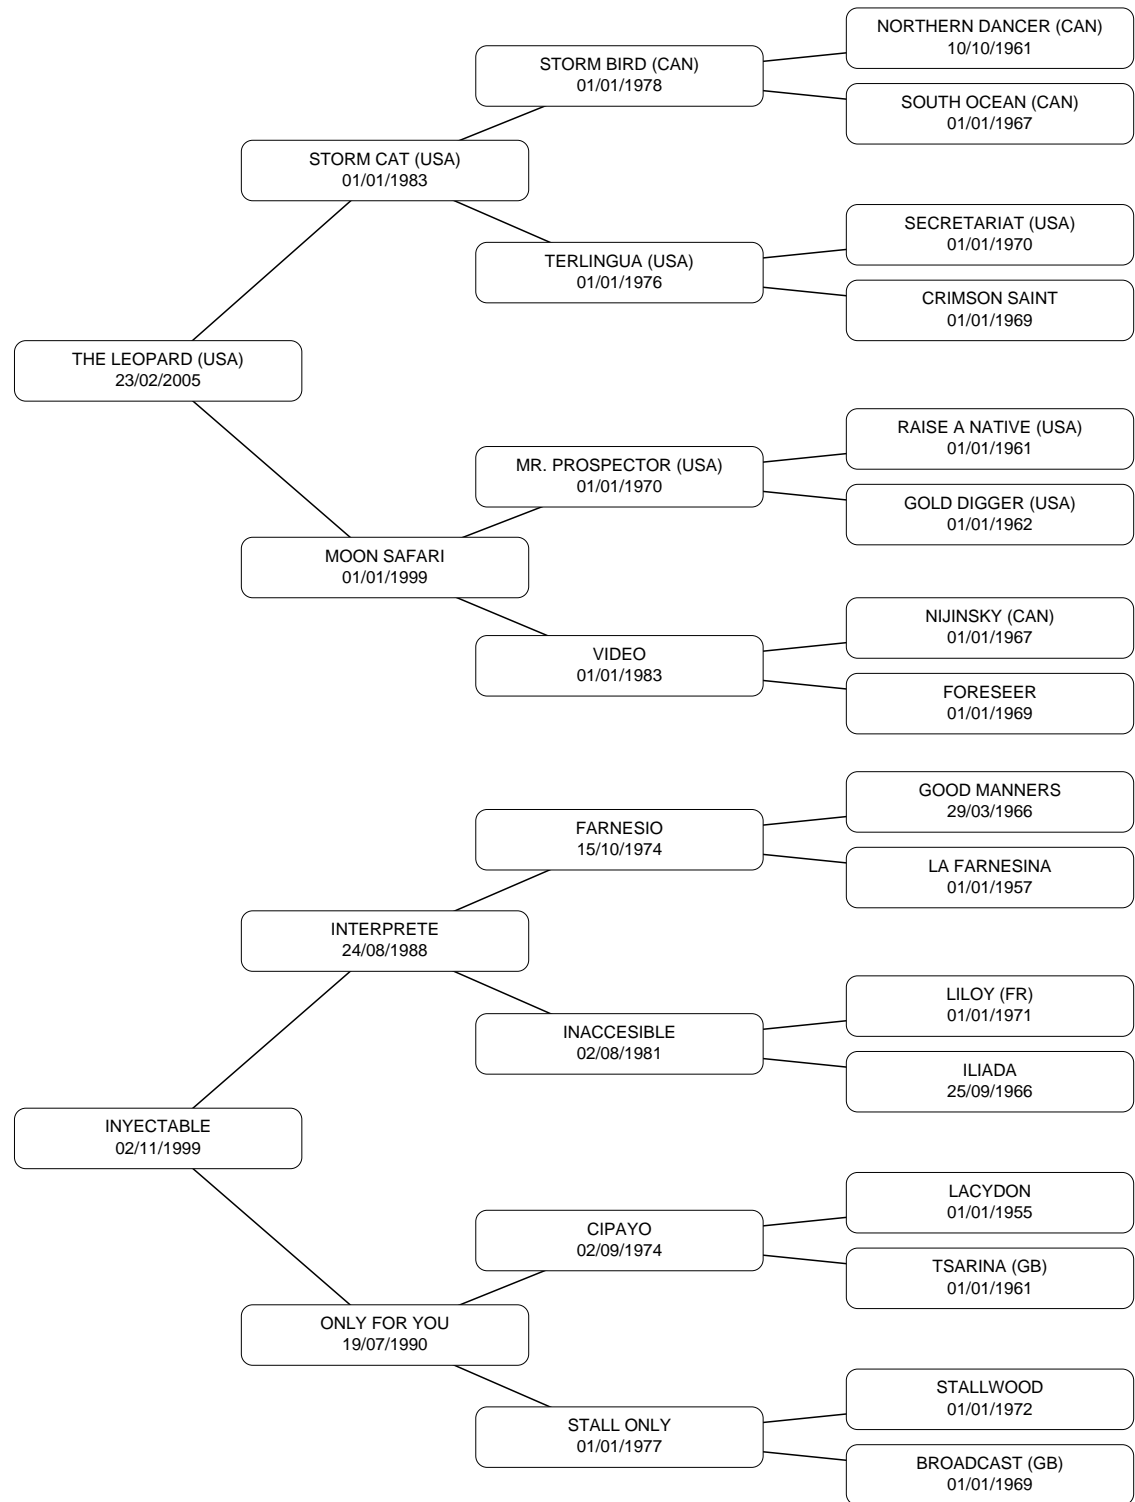 NORTHERN DANCER (CAN)
10/10/1961
STORM BIRD (CAN)
01/01/1978
SOUTH OCEAN (CAN)
01/01/1967
STORM CAT (USA)
01/01/1983
SECRETARIAT (USA)
01/01/1970
TERLINGUA (USA)
01/01/1976
CRIMSON SAINT
01/01/1969
THE LEOPARD (USA)
23/02/2005
RAISE A NATIVE (USA)
01/01/1961
MR. PROSPECTOR (USA)
01/01/1970
GOLD DIGGER (USA)
01/01/1962
MOON SAFARI
01/01/1999
NIJINSKY (CAN)
01/01/1967
VIDEO
01/01/1983
FORESEER
01/01/1969
GOOD MANNERS
29/03/1966
FARNESIO
15/10/1974
LA FARNESINA
01/01/1957
INTERPRETE
24/08/1988
LILOY (FR)
01/01/1971
INACCESIBLE
02/08/1981
ILIADA
25/09/1966
INYECTABLE
02/11/1999
LACYDON
01/01/1955
CIPAYO
02/09/1974
TSARINA (GB)
01/01/1961
ONLY FOR YOU
19/07/1990
STALLWOOD
01/01/1972
STALL ONLY
01/01/1977
BROADCAST (GB)
01/01/1969